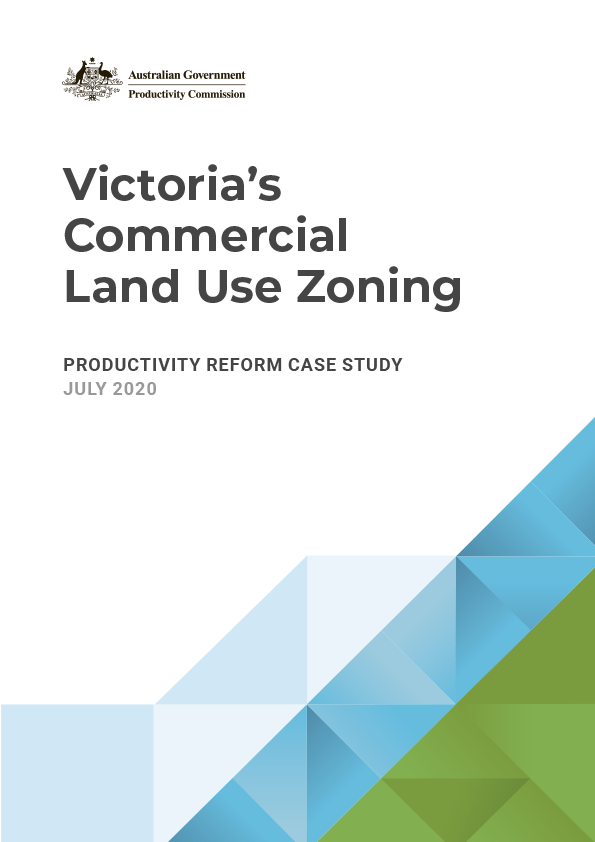 Australian Government
Productivity Commission
Victoria’s
Commercial
Land Use Zoning
PRODUCTIVITY REFORM CASE STUDY
JULY 2020